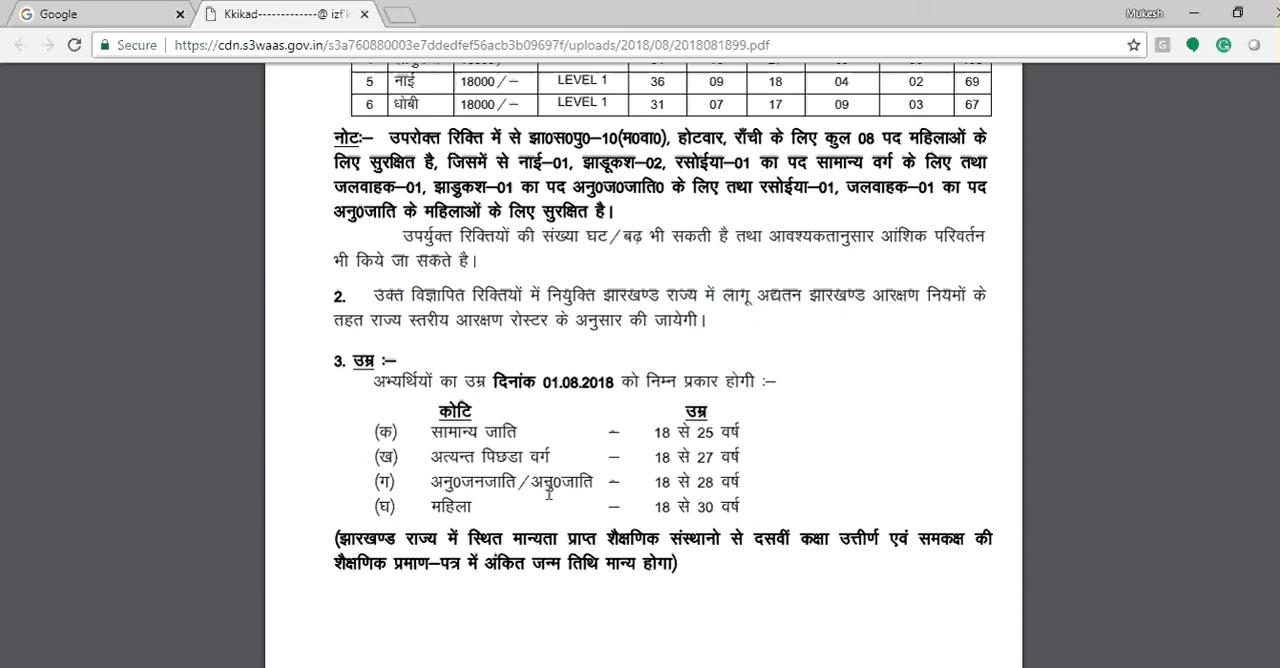 Google
Kkikad-------------@ izf'k
Mukesh
Secure
https://cdn.s3waas.gov.in/s3a760880003e7ddedfef56acb3b09697f/uploads/2018/08/2018081899.pdf
5 नाई 18000/– LEVEL 1 36 09 18 04 02 69
6 धोबी 18000/– LEVEL 1 31 07 17 09 03 67
नोटः– उपरोक्त रिक्ति में से झा0स0पु0–10(म0वा0), होटवार, राँची के लिए कुल 08 पद महिलाओं के
लिए सुरक्षित है, जिसमें से नाई–01, झाडूकश–02, रसोईया–01 का पद सामान्य वर्ग के लिए तथा
जलवाहक–01, झाडुकश–01 का पद अनु0ज0जाति0 के लिए तथा रसोईया–01, जलवाहक–01 का पद
अनु0जाति के महिलाओं के लिए सुरक्षित है।
उपर्युक्त रिक्तियों की संख्या घट/बढ़ भी सकती है तथा आवश्यकतानुसार आंशिक परिवर्तन
भी किये जा सकते है।
2. उक्त विज्ञापित रिक्तियों में नियुक्ति झारखण्ड राज्य में लागू अद्यतन झारखण्ड आरक्षण नियमों के
तहत राज्य स्तरीय आरक्षण रोस्टर के अनुसार की जायेगी।
3. उम्र :–
अभ्यर्थियों का उम्र दिनांक 01.08.2018 को निम्न प्रकार होगी :–
कोटि उम्र
(क) सामान्य जाति – 18 से 25 वर्ष
(ख) अत्यन्त पिछडा वर्ग – 18 से 27 वर्ष
(ग) अनु0जनजाति/अनु0जाति – 18 से 28 वर्ष
(घ) महिला – 18 से 30 वर्ष
(झारखण्ड राज्य में स्थित मान्यता प्राप्त शैक्षणिक संस्थानो से दसवीं कक्षा उत्तीर्ण एवं समकक्ष की
शैक्षणिक प्रमाण–पत्र में अंकित जन्म तिथि मान्य होगा)